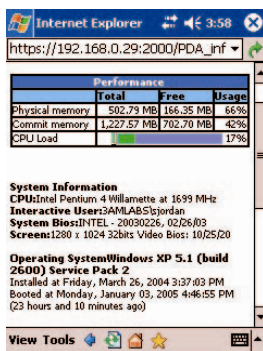 Internet Explorer 3:58
https://192.168.0.29:2000/PDA_inf
Performance
Total Free Usage
Physical memory 502.79 MB 166.35 MB 66%
Commit memory 1,227.57 MB 702.70 MB 42%
CPU Load 17%
System Information
CPU:Intel Pentium 4 Willamette at 1699 MHz
Interactive User:3AMLABS\sjordan
System Bios:INTEL - 20030226, 02/26/03
Screen:1280 x 1024 32bits Video Bios: 10/25/20
Operating SystemWindows XP 5.1 (build
2600) Service Pack 2
Installed at Friday, March 26, 2004 3:37:03 PM
Booted at Monday, January 03, 2005 4:46:55 PM
(23 hours and 10 minutes ago)
View Tools